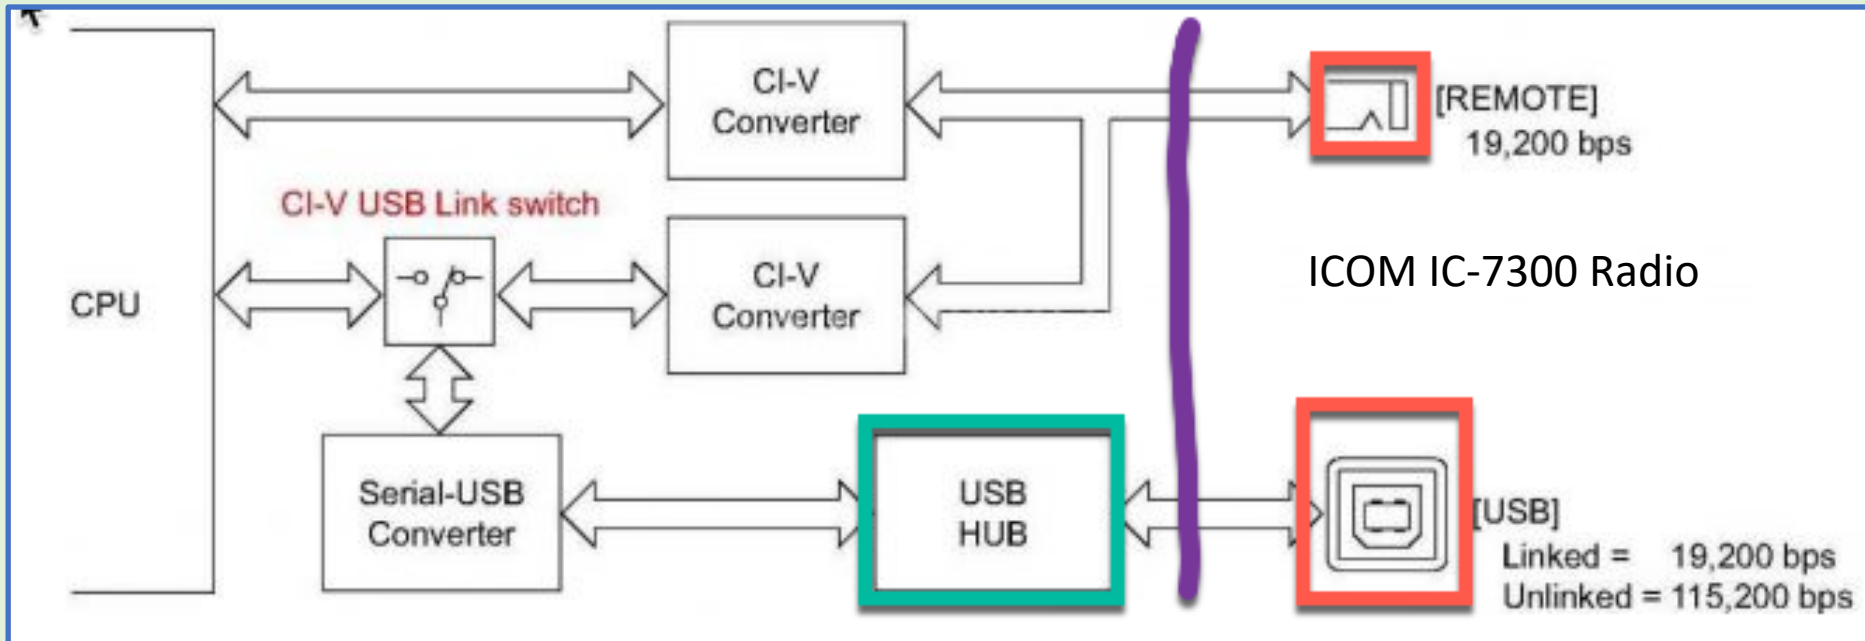 CI-V
Converter
[REMOTE]
19,200 bps
CI-V USB Link switch
CPU
CI-V
Converter
ICOM IC-7300 Radio
Serial-USB
Converter
USB
HUB
[USB]
Linked = 19,200 bps
Unlinked = 115,200 bps